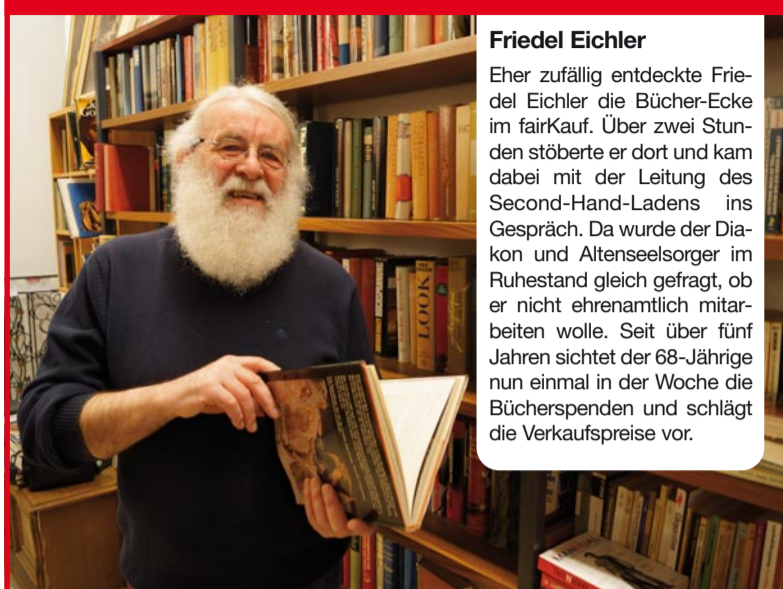 Friedel Eichler
Eher zufällig entdeckte Frie-
del Eichler die Bücher-Ecke
im fairKauf. Über zwei Stun-
den stöberte er dort und kam
dabei mit der Leitung des
Second-Hand-Ladens ins
Gespräch. Da wurde der Dia-
kon und Altenseelsorger im
Ruhestand gleich gefragt, ob
er nicht ehrenamtlich mitar-
beiten wolle. Seit über fünf
Jahren sichtet der 68-Jährige
nun einmal in der Woche die
Bücherspenden und schlägt
die Verkaufspreise vor.
LOOK